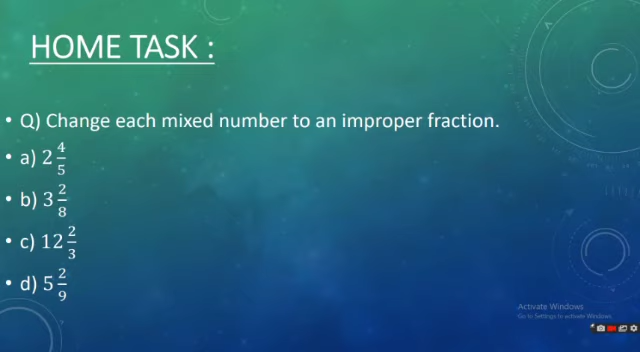 HOME TASK :
• Q) Change each mixed number to an improper fraction.
• a) 2 4/5
• b) 3 2/8
• c) 12 2/3
• d) 5 2/9
Activate Windows
Go to Settings to activate Windows.